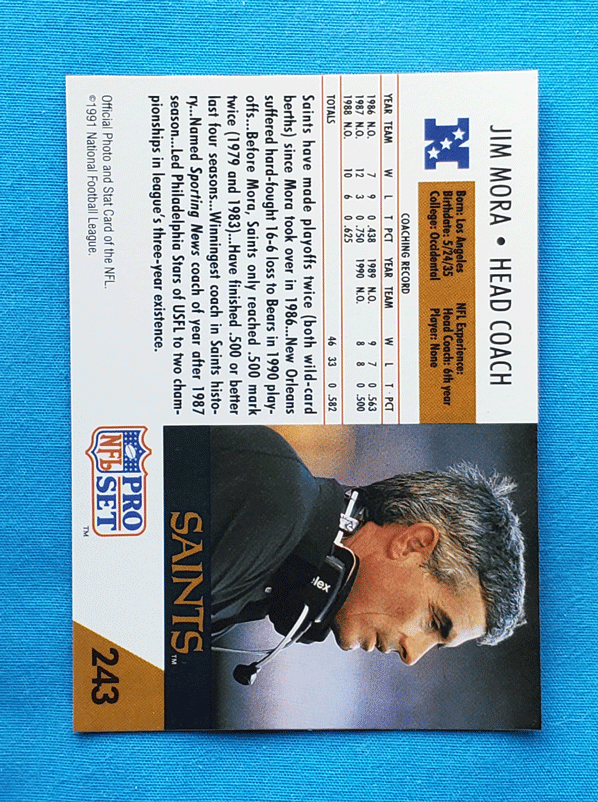 JIM MORA • HEAD COACH
Born: Los Angeles
Birthdate: 5/24/35
College: Occidental
NFL Experience:
Head Coach: 6th year
Player: None
COACHING RECORD
YEAR TEAM W L T PCT YEAR TEAM W L T PCT
1986 N.O. 7 9 0 .438 1989 N.O. 9 7 0 .563
1987 N.O. 12 3 0 .750 1990 N.O. 8 8 0 .500
1988 N.O. 10 6 0 .625
TOTALS 46 33 0 .582
Saints have made playoffs twice (both wild-card
berths) since Mora took over in 1986...New Orleans
suffered hard-fought 16-6 loss to Bears in 1990 play-
offs...Before Mora, Saints only reached .500 mark
twice (1979 and 1983)...Have finished .500 or better
last four seasons...Winningest coach in Saints histo-
ry...Named Sporting News coach of year after 1987
season...Led Philadelphia Stars of USFL to two cham-
pionships in league's three-year existence.
Official Photo and Stat Card of the NFL.
©1991 National Football League.
N
elex
SAINTS™
PRO
NFL SET™
243